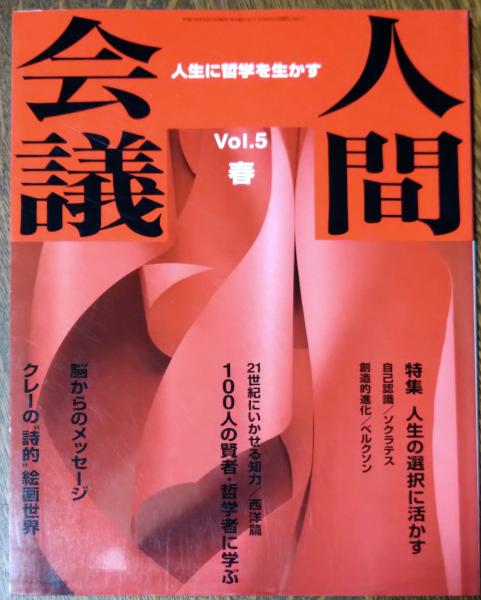 人間
会議
人生に哲学を生かす
Vol.5
春
特集 人生の選択に活かす
自己認識／ソクラテス
創造的進化／ベルクソン
21世紀にいかせる知力／西洋篇
100人の賢者・哲学者に学ぶ
脳からのメッセージ
クレーの“詩的”絵画世界